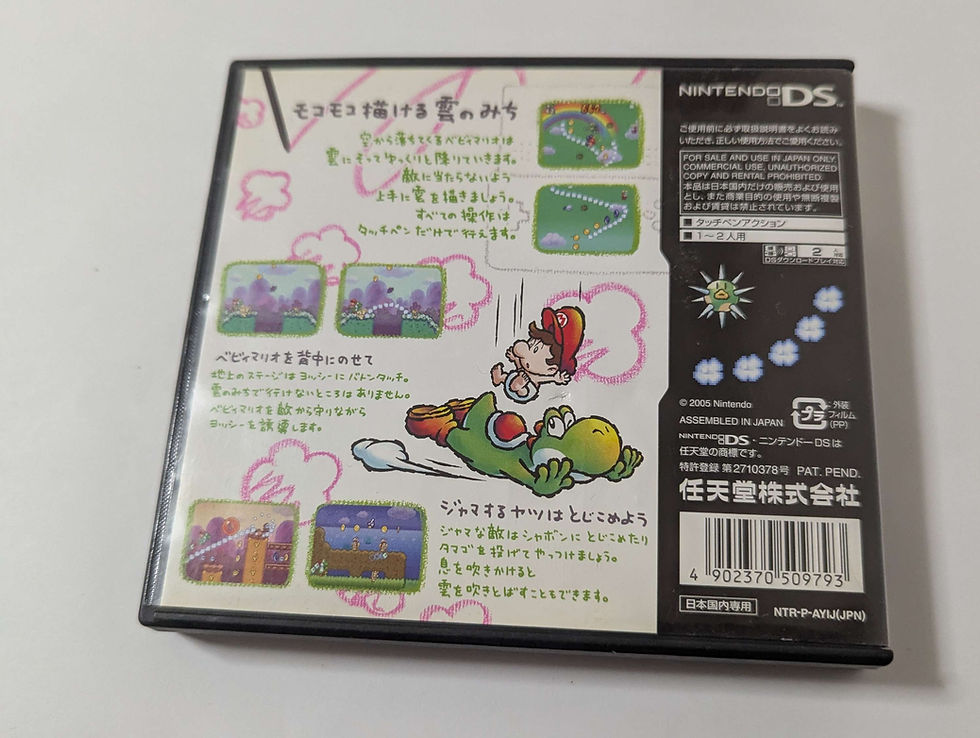 モコモコ描ける雲のみち
空から落ちてくるベビィマリオは
雲にそってゆっくりと降りていきます。
敵に当たらないよう
上手に雲を描きましょう。
すべての操作は
タッチペンだけで行えます。
ベビィマリオを背中にのせて
地上のステージはヨッシーにバトンタッチ。
雲のみちで行けないところはありません。
ベビィマリオを敵から守りながら
ヨッシーを誘導します。
ジャマするヤツはとじこめよう
ジャマな敵はシャボンにとじこめたり
タマゴを投げてやっつけましょう。
息を吹きかけると
雲を吹きとばすこともできます。
NINTENDO DS™
ご使用前に必ず取扱説明書をよくお読み
いただき、正しい使用方法でご愛用ください。
FOR SALE AND USE IN JAPAN ONLY.
COMMERCIAL USE, UNAUTHORIZED
COPY AND RENTAL PROHIBITED.
本品は日本国内だけの販売および使用
とし、また商業目的の使用や無断複製
および賃貸は禁止されています。
■ タッチペンアクション
■ 1〜2人用
2人対応
DSダウンロードプレイ対応
© 2005 Nintendo
ASSEMBLED IN JAPAN
プラ
:外装
フィルム
(PP)
NINTENDO DS・ニンテンドーDSは
任天堂の商標です。
特許登録 第2710378号 PAT. PEND.
任天堂株式会社
4 902370 509793
日本国内専用
NTR-P-AYIJ(JPN)